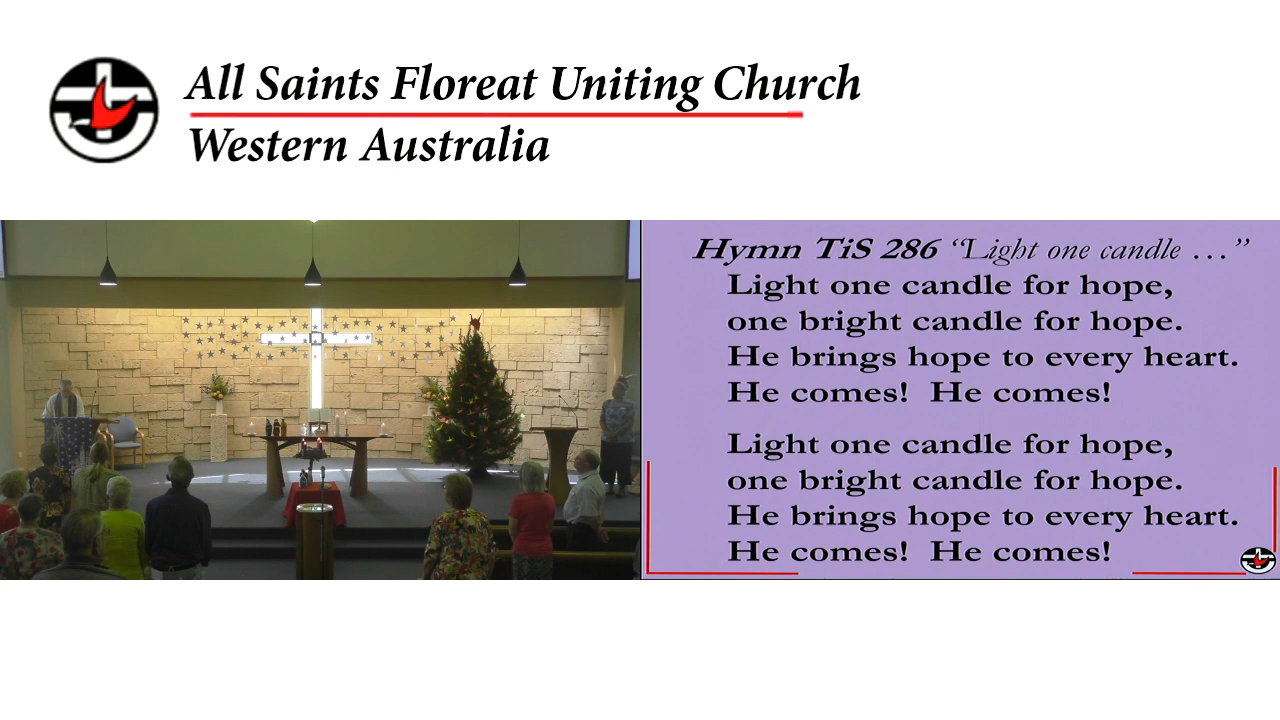 All Saints Floreat Uniting Church
Western Australia
Hymn TiS 286 “Light one candle …”
Light one candle for hope,
one bright candle for hope.
He brings hope to every heart.
He comes!  He comes!
Light one candle for hope,
one bright candle for hope.
He brings hope to every heart.
He comes!  He comes!